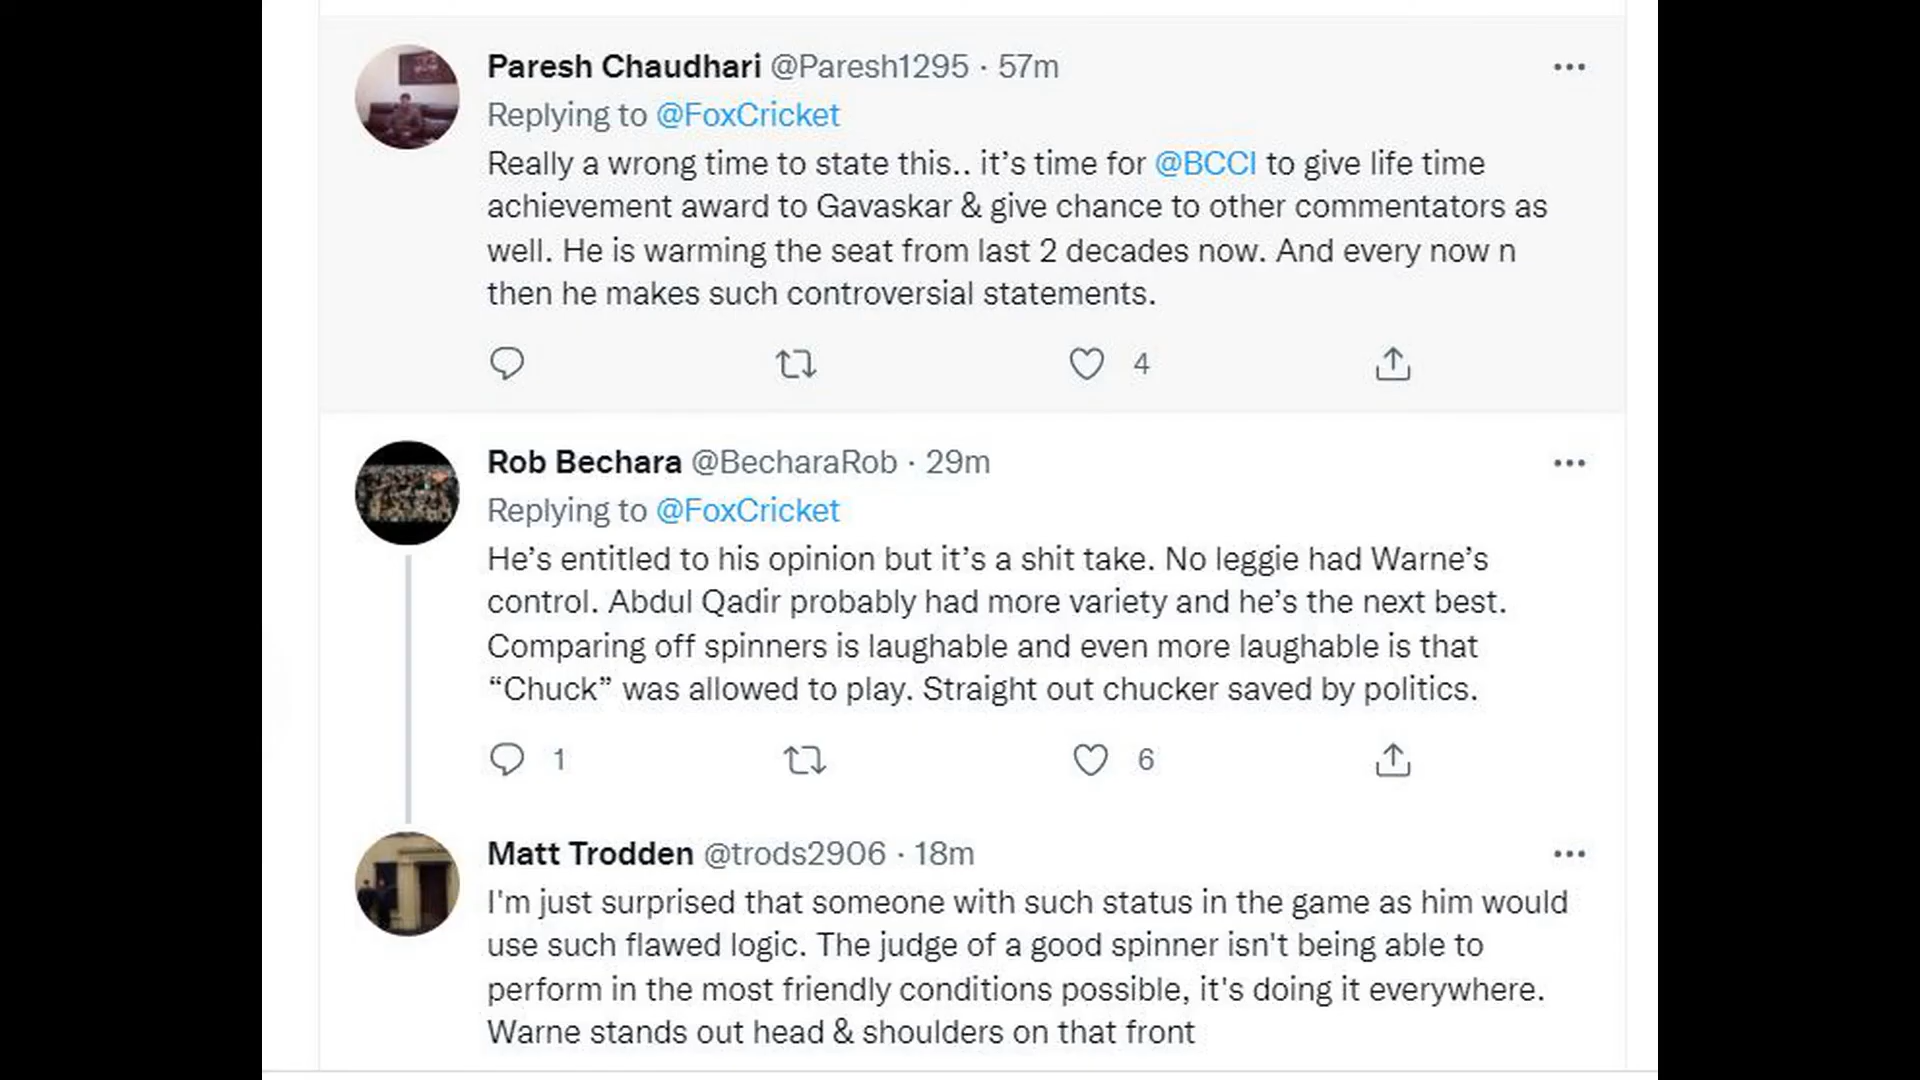 Paresh Chaudhari @Paresh1295 · 57m
Replying to @FoxCricket
Really a wrong time to state this.. it’s time for @BCCI to give life time
achievement award to Gavaskar & give chance to other commentators as
well. He is warming the seat from last 2 decades now. And every now n
then he makes such controversial statements.
4
Rob Bechara @BecharaRob · 29m
Replying to @FoxCricket
He’s entitled to his opinion but it’s a shit take. No leggie had Warne’s
control. Abdul Qadir probably had more variety and he’s the next best.
Comparing off spinners is laughable and even more laughable is that
“Chuck” was allowed to play. Straight out chucker saved by politics.
1 6
Matt Trodden @trods2906 · 18m
I'm just surprised that someone with such status in the game as him would
use such flawed logic. The judge of a good spinner isn't being able to
perform in the most friendly conditions possible, it's doing it everywhere.
Warne stands out head & shoulders on that front